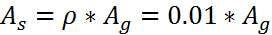 A_s = ρ * A_g = 0.01 * A_g